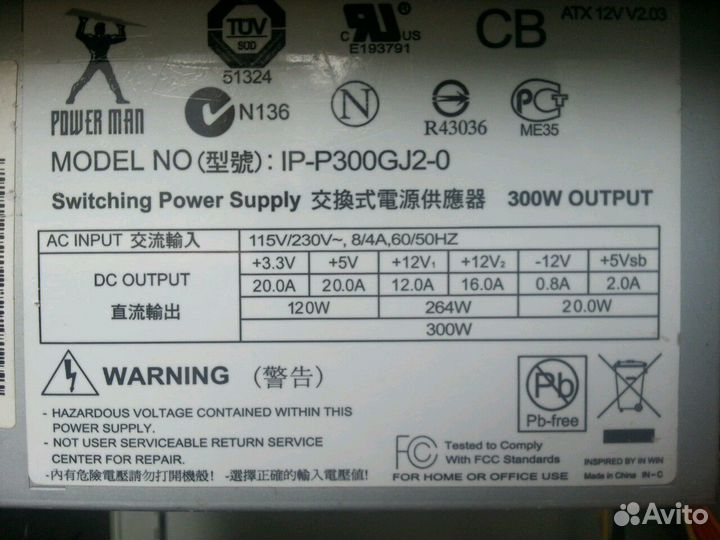 ATX 12V V2.03
TÜV
SÜD
51324
C US
E193791
CB
POWER MAN
N136
N
R43036
PCT
ME35
MODEL NO (型號): IP-P300GJ2-0
Switching Power Supply 交換式電源供應器 300W OUTPUT
AC INPUT 交流輸入 115V/230V~, 8/4A,60/50HZ
DC OUTPUT 直流輸出
+3.3V +5V +12V₁ +12V₂ -12V +5Vsb
20.0A 20.0A 12.0A 16.0A 0.8A 2.0A
120W 264W 20.0W
300W
WARNING (警告)
- HAZARDOUS VOLTAGE CONTAINED WITHIN THIS
POWER SUPPLY.
- NOT USER SERVICEABLE RETURN SERVICE
CENTER FOR REPAIR.
-內有危險電壓請勿打開機殼! -選擇正確的輸入電壓值!
FC Tested to Comply
With FCC Standards
FOR HOME OR OFFICE USE
Pb
Pb-free
INSPIRED BY IN WIN
Made in China IN-C
Avito